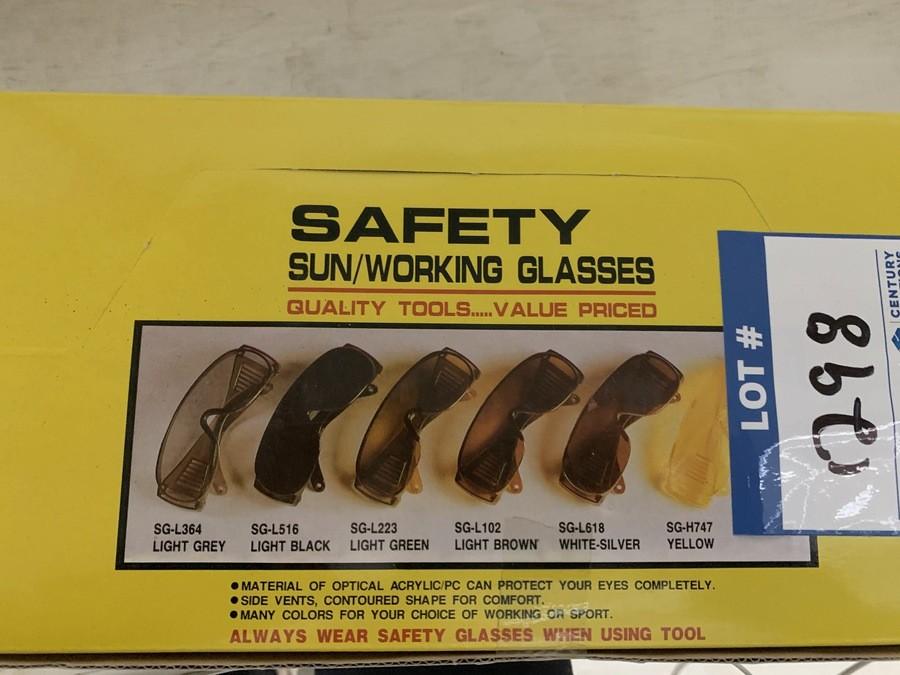 SAFETY
SUN/WORKING GLASSES
QUALITY TOOLS.....VALUE PRICED
SG-L364
LIGHT GREY
SG-L516
LIGHT BLACK
SG-L223
LIGHT GREEN
SG-L102
LIGHT BROWN
SG-L618
WHITE-SILVER
SG-H747
YELLOW
●MATERIAL OF OPTICAL ACRYLIC/PC CAN PROTECT YOUR EYES COMPLETELY.
●SIDE VENTS, CONTOURED SHAPE FOR COMFORT.
●MANY COLORS FOR YOUR CHOICE OF WORKING OR SPORT.
ALWAYS WEAR SAFETY GLASSES WHEN USING TOOL
LOT #
CENTURY